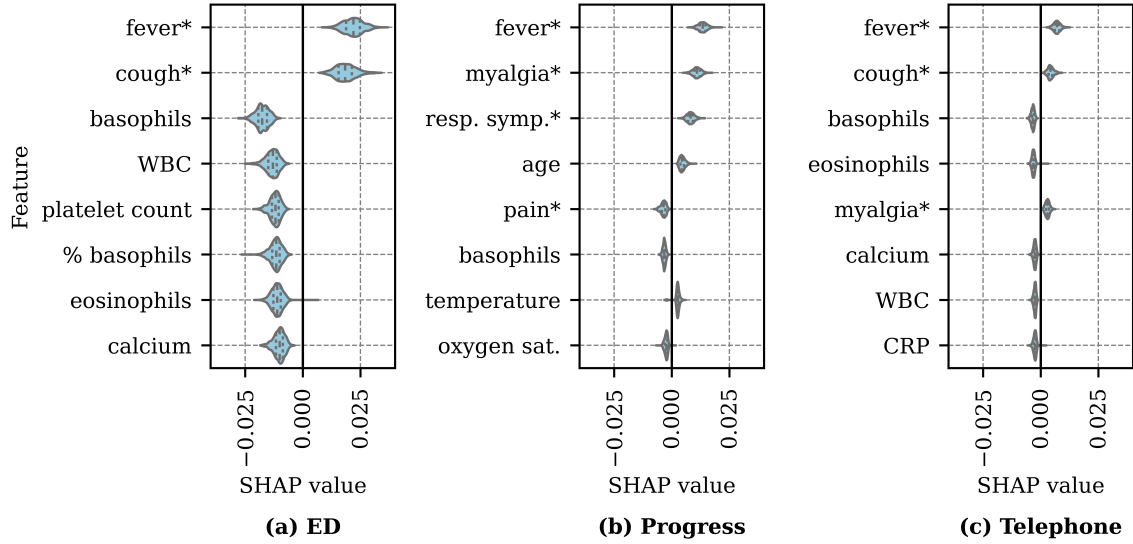 Feature
fever*
cough*
basophils
WBC
platelet count
% basophils
eosinophils
calcium
−0.025
0.000
0.025
SHAP value
(a) ED
fever*
myalgia*
resp. symp.*
age
pain*
basophils
temperature
oxygen sat.
−0.025
0.000
0.025
SHAP value
(b) Progress
fever*
cough*
basophils
eosinophils
myalgia*
calcium
WBC
CRP
−0.025
0.000
0.025
SHAP value
(c) Telephone